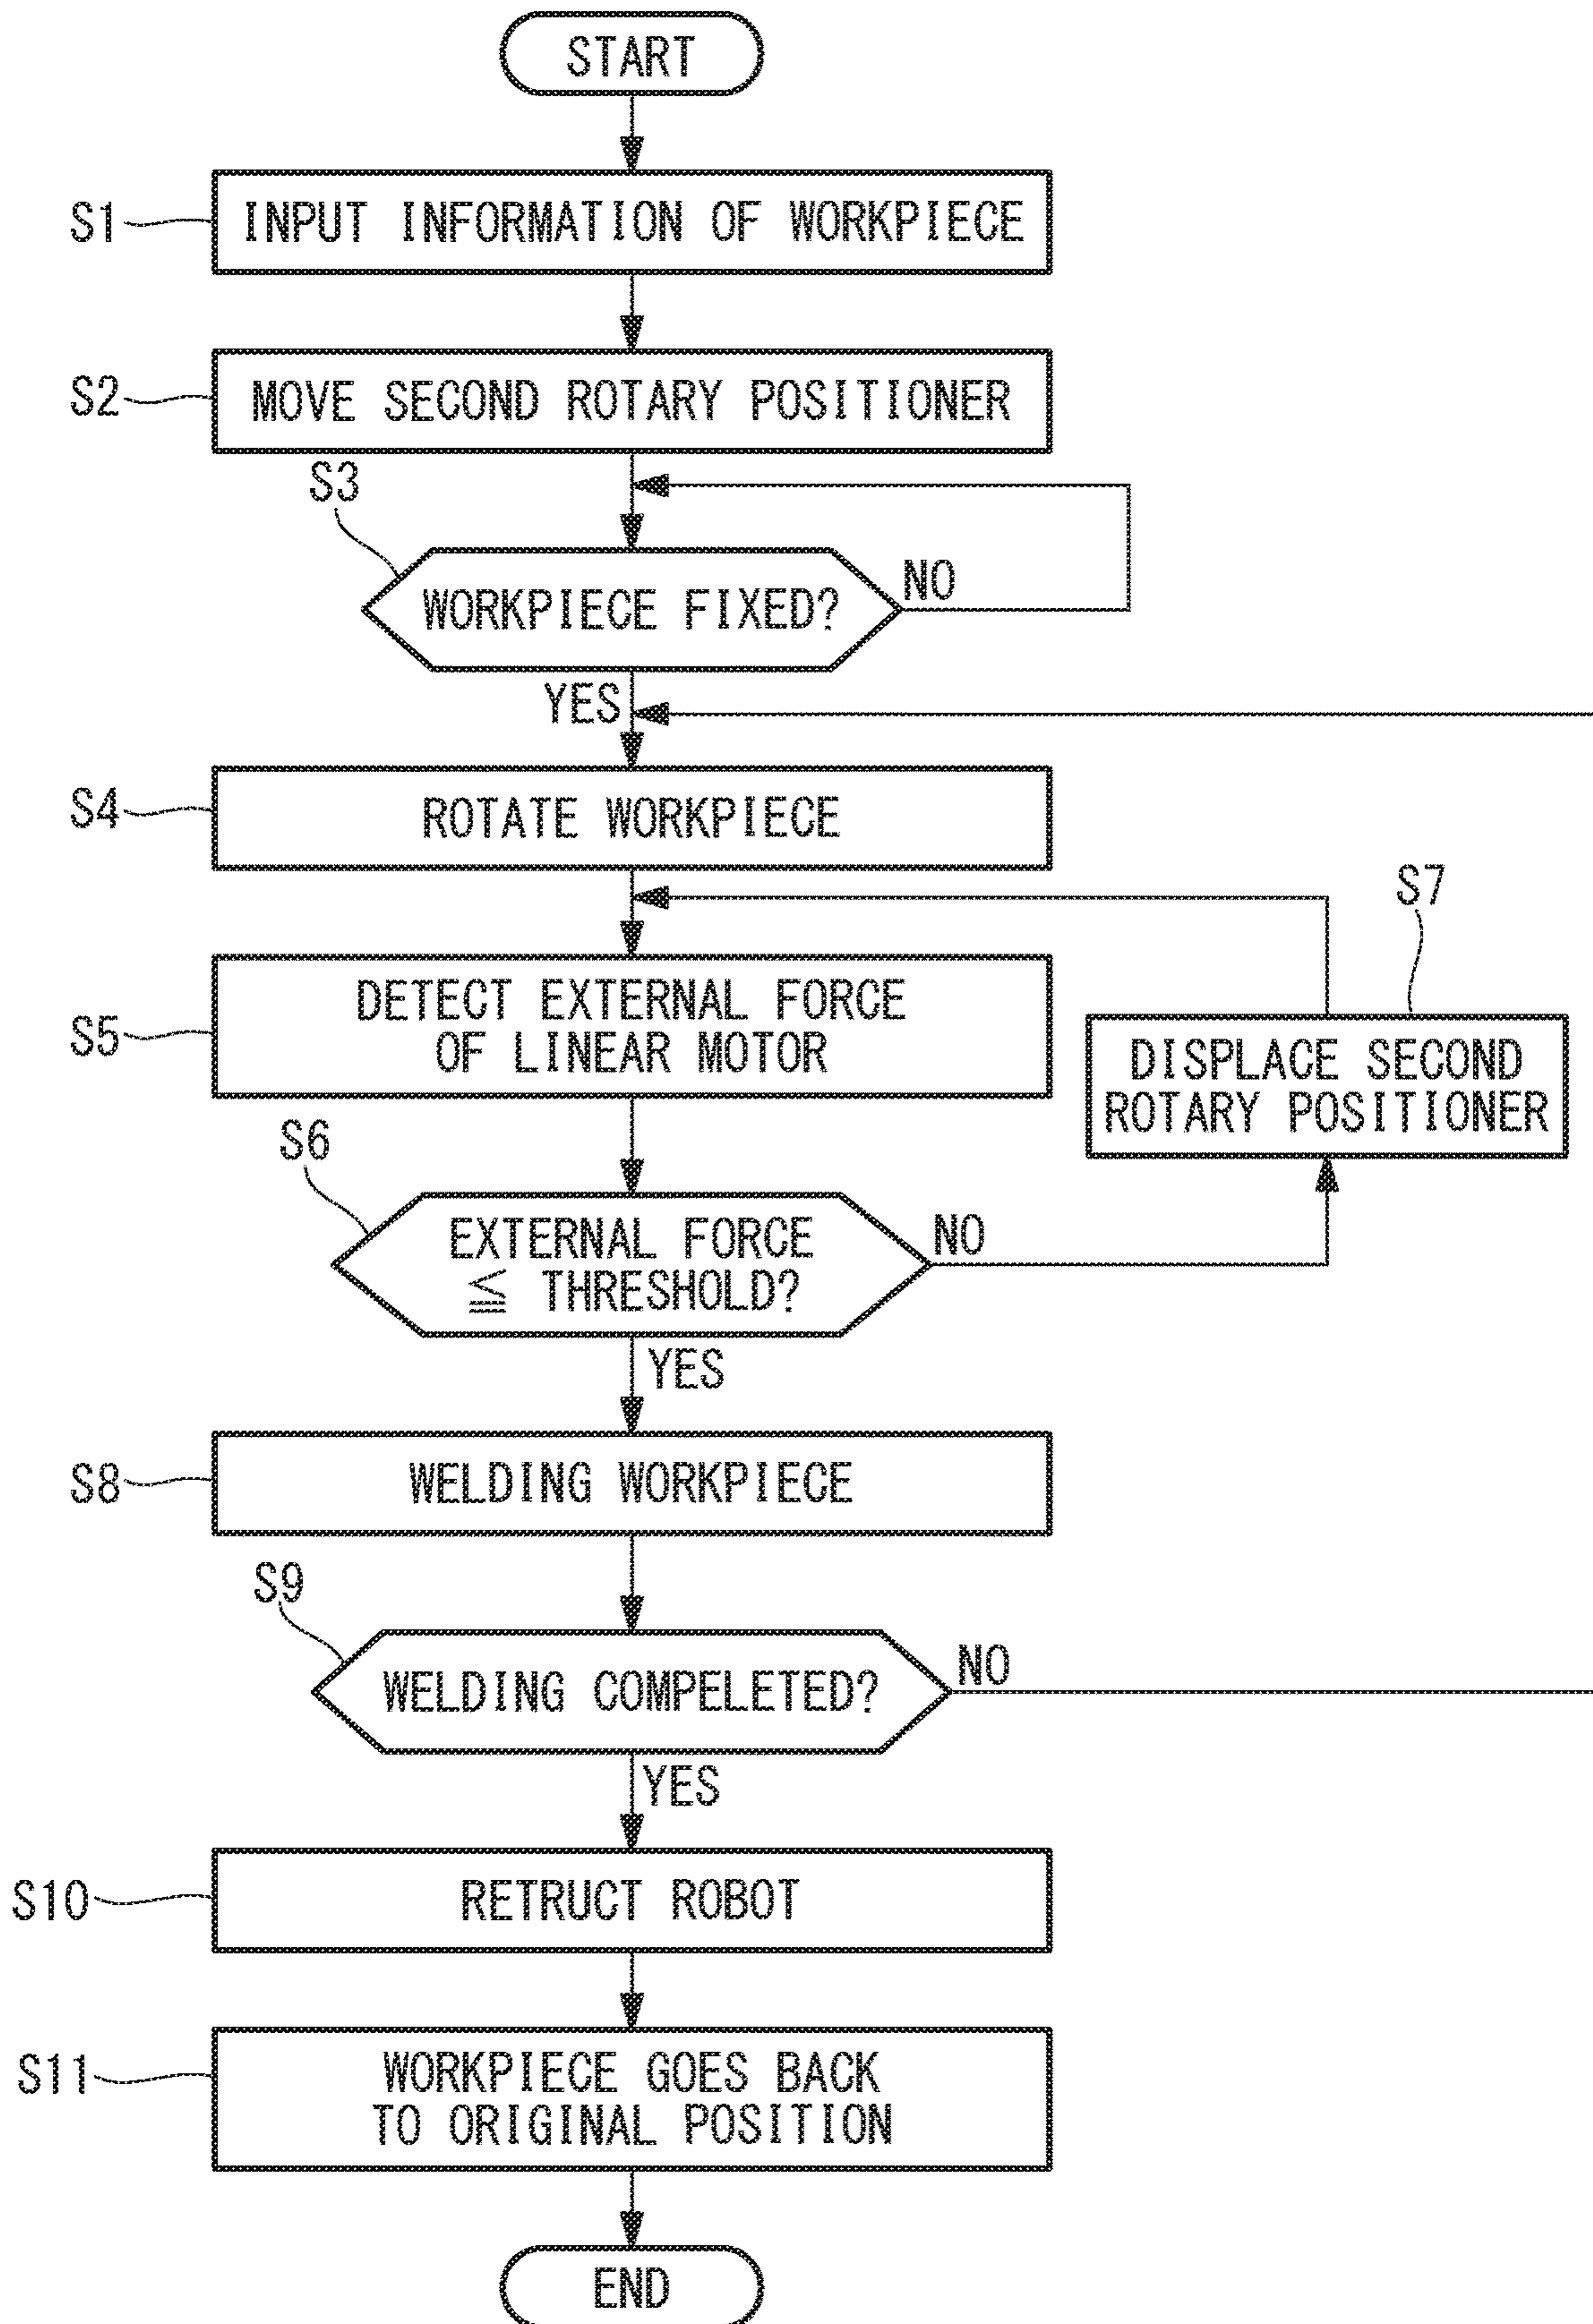 START
S1
INPUT INFORMATION OF WORKPIECE
S2
MOVE SECOND ROTARY POSITIONER
S3
WORKPIECE FIXED?
NO
YES
S4
ROTATE WORKPIECE
S5
DETECT EXTERNAL FORCE
OF LINEAR MOTOR
S7
DISPLACE SECOND
ROTARY POSITIONER
S6
EXTERNAL FORCE
≦ THRESHOLD?
NO
YES
S8
WELDING WORKPIECE
S9
WELDING COMPELETED?
NO
YES
S10
RETRUCT ROBOT
S11
WORKPIECE GOES BACK
TO ORIGINAL POSITION
END